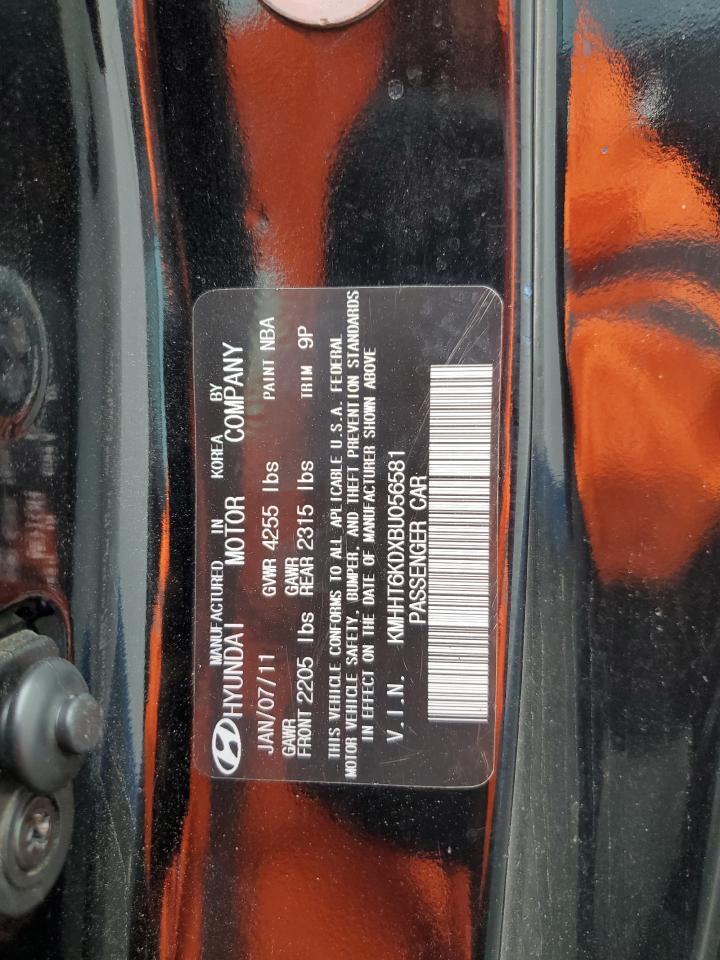 MANUFACTURED IN KOREA BY
HYUNDAI MOTOR COMPANY
JAN/07/11 GVWR 4255 lbs PAINT NBA
GAWR GAWR
FRONT 2205 lbs REAR 2315 lbs TRIM 9P
THIS VEHICLE CONFORMS TO ALL APLICABLE U.S.A. FEDERAL
MOTOR VEHICLE SAFETY, BUMPER, AND THEFT PREVENTION STANDARDS
IN EFFECT ON THE DATE OF MANUFACTURER SHOWN ABOVE
V.I.N. KMHHT6KDXBU056581
PASSENGER CAR